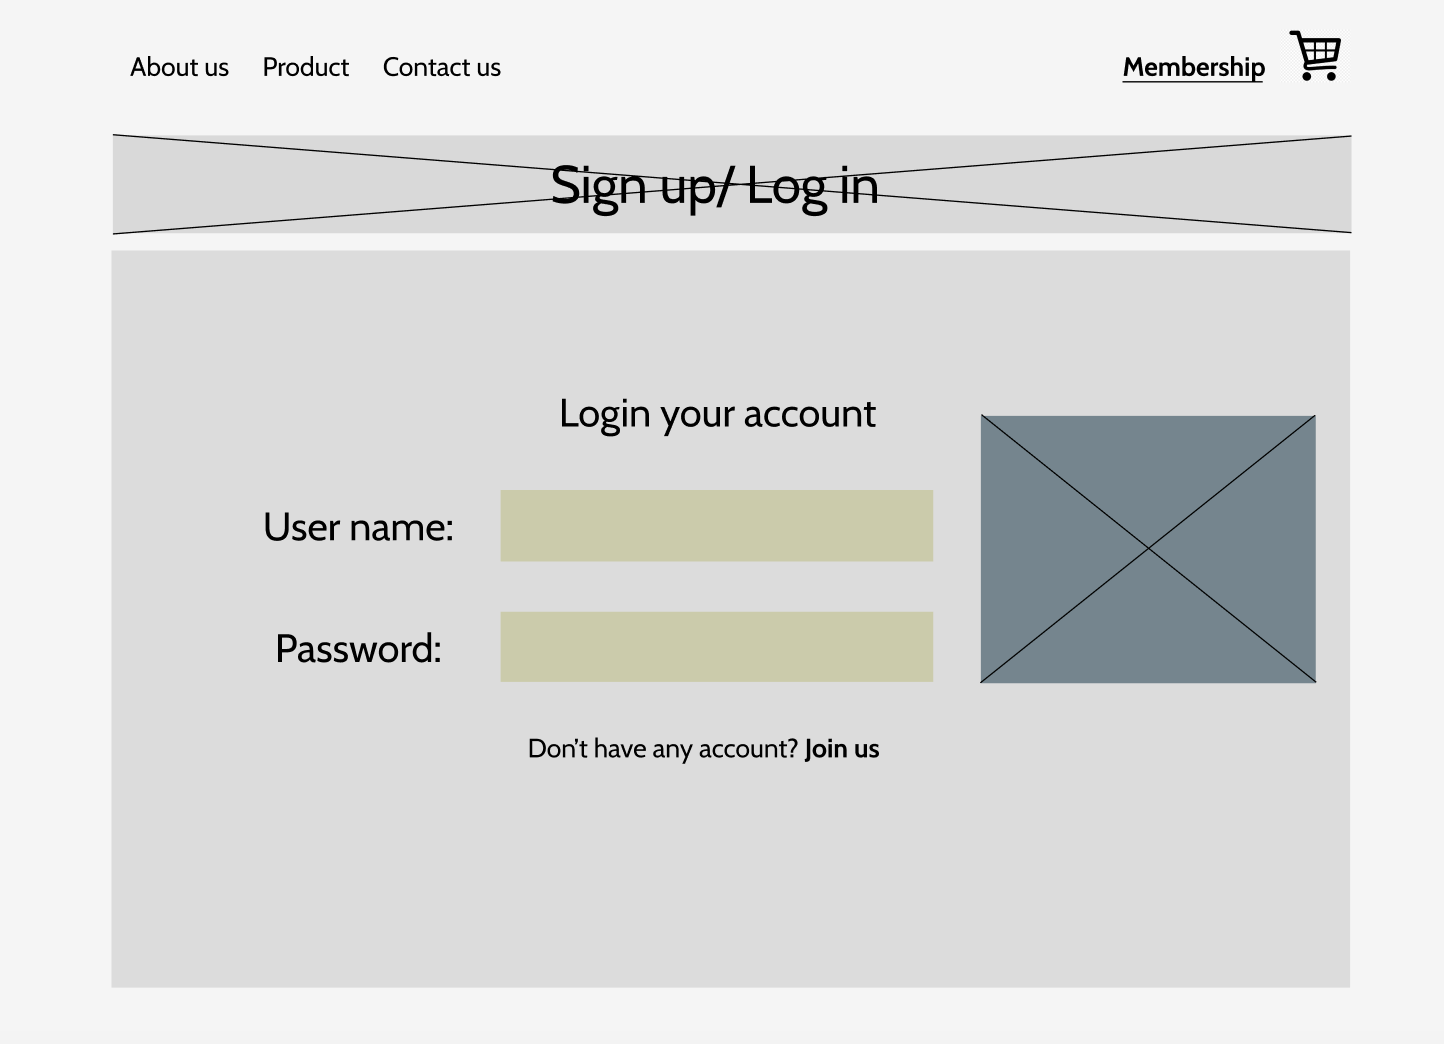 About us Product Contact us Membership
Sign up/ Log in
Login your account
User name:
Password:
Don't have any account? Join us